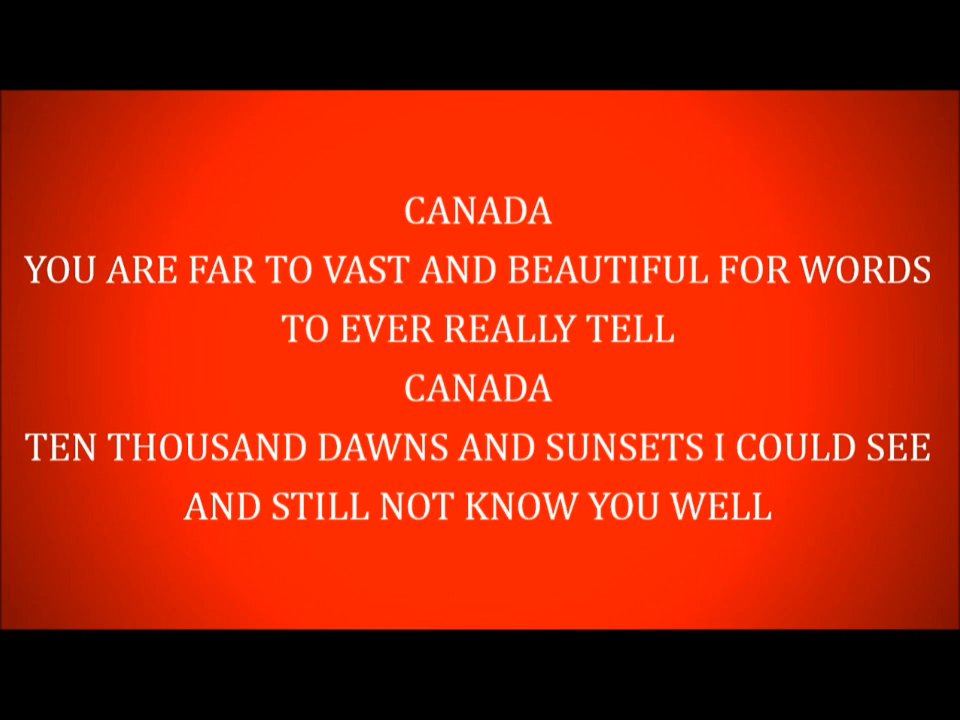 CANADA
YOU ARE FAR TO VAST AND BEAUTIFUL FOR WORDS
TO EVER REALLY TELL
CANADA
TEN THOUSAND DAWNS AND SUNSETS I COULD SEE
AND STILL NOT KNOW YOU WELL